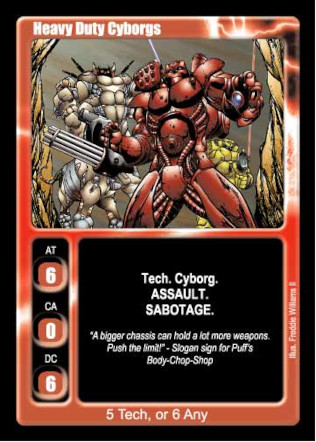 Heavy Duty Cyborgs
AT
6
CA
0
DC
6
Tech. Cyborg.
ASSAULT.
SABOTAGE.
"A bigger chassis can hold a lot more weapons.
Push the limit!" - Slogan sign for Puff's
Body-Chop-Shop
Illus. Freddie Williams II
5 Tech, or 6 Any